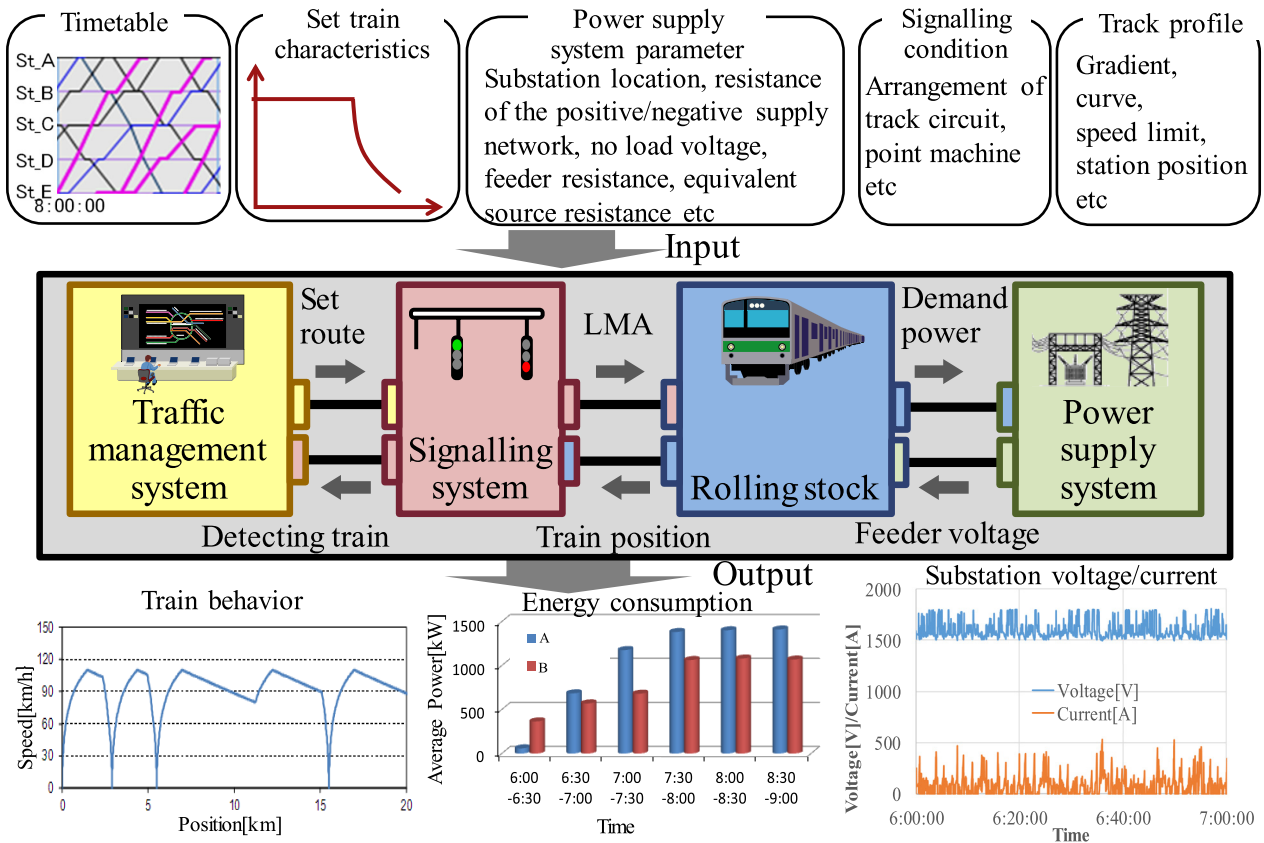 Timetable
St_A
St_B
St_C
St_D
St_E
8:00:00
Set train
characteristics
Power supply
system parameter
Substation location, resistance
of the positive/negative supply
network, no load voltage,
feeder resistance, equivalent
source resistance etc
Signalling
condition
Arrangement of
track circuit,
point machine
etc
Track profile
Gradient,
curve,
speed limit,
station position
etc
Input
Traffic
management
system
Set
route
Detecting train
Signalling
system
LMA
Train position
Rolling stock
Demand
power
Feeder voltage
Power
supply
system
Output
Train behavior
Speed[km/h]
150
120
90
60
30
0
0 5 10 15 20
Position[km]
Energy consumption
Average Power[kW]
1500
1000
500
0
A
B
6:00 6:30 7:00 7:30 8:00 8:30
-6:30 -7:00 -7:30 -8:00 -8:30 -9:00
Time
Substation voltage/current
Voltage[V]/Current[A]
2000
1500
1000
500
0
Voltage[V]
Current[A]
6:00:00 6:20:00 6:40:00 7:00:00
Time